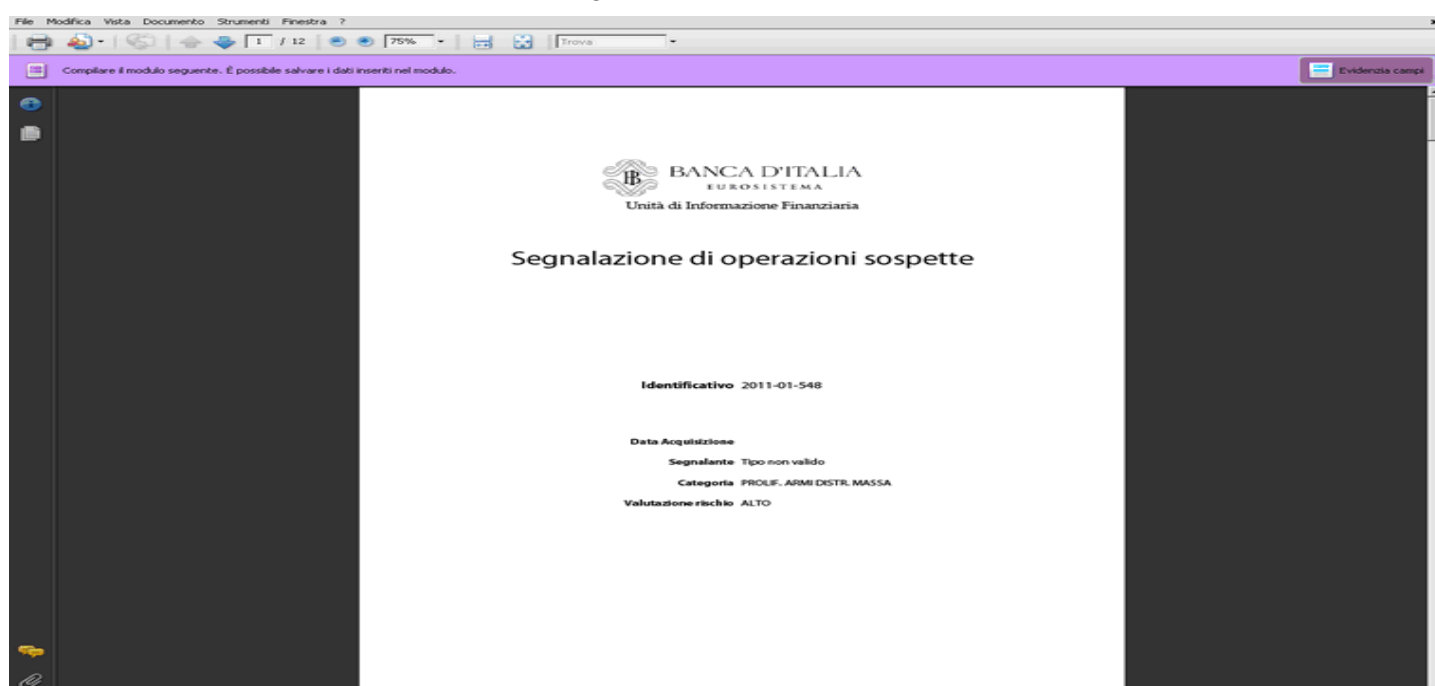 File Modifica Vista Documento Strumenti Finestra ?
1 / 12 75% Trova
Compilare il modulo seguente. É possibile salvare i dati inseriti nel modulo.
Evidenzia campi
BANCA D'ITALIA
EUROSISTEMA
Unità di Informazione Finanziaria
Segnalazione di operazioni sospette
Identificativo 2011-01-548
Data Acquisizione
Segnalante Tipo non valido
Categoria PROLIF. ARMI DISTR. MASSA
Valutazione rischio ALTO